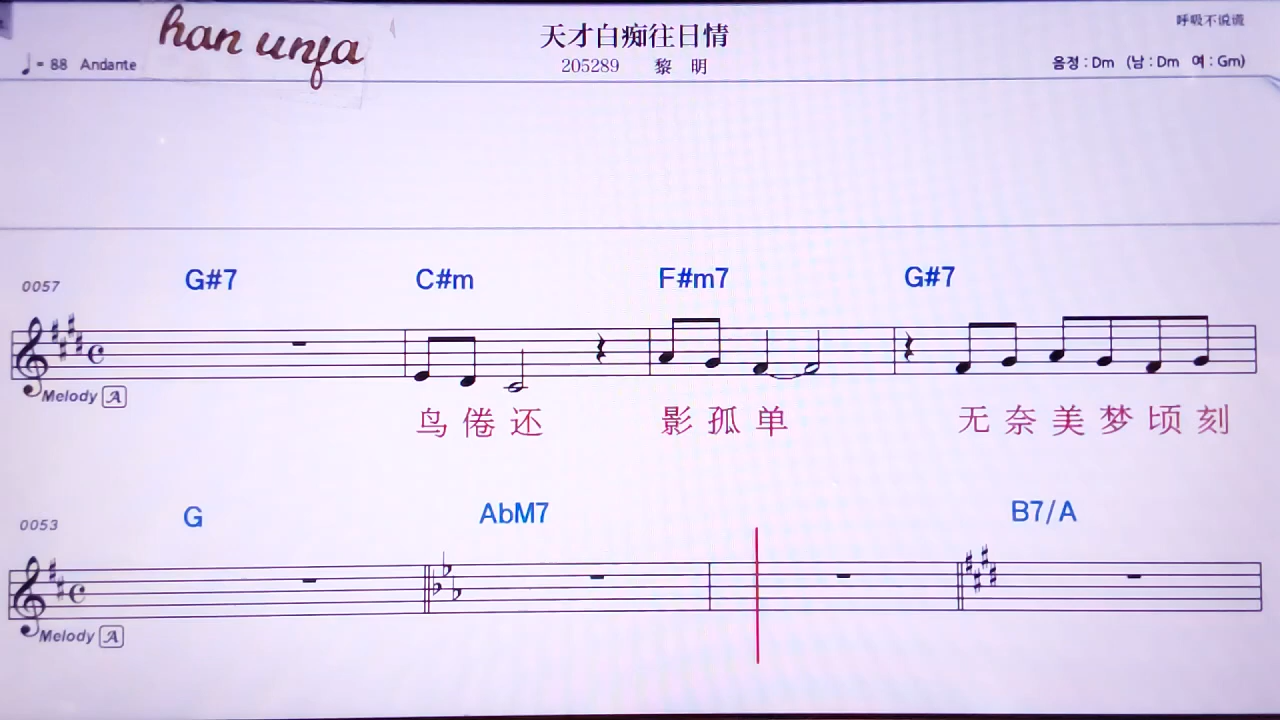 han unfa
天才白痴往日情
呼吸不说谎
♩= 88 Andante
205289 黎 明
음정 : Dm (남 : Dm 여 : Gm)
0057
G#7 C#m F#m7 G#7
Melody A
鸟 倦 还 影 孤 单 无 奈 美 梦 顷 刻
0053
G AbM7 B7/A
Melody A